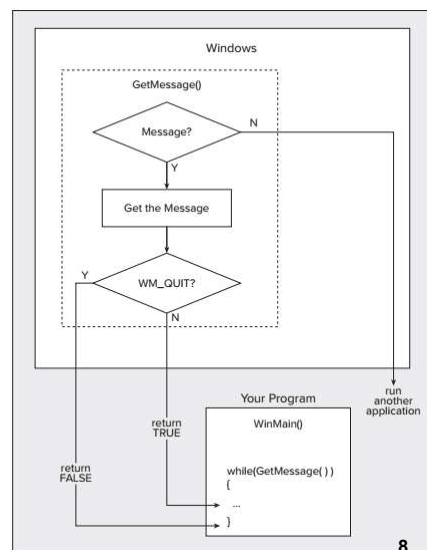 Windows
GetMessage()
Message?
N
Y
Get the Message
Y
WM_QUIT?
N
run
another
application
Your Program
WinMain()
return
TRUE
return
FALSE
while(GetMessage( ))
{
...
}
8